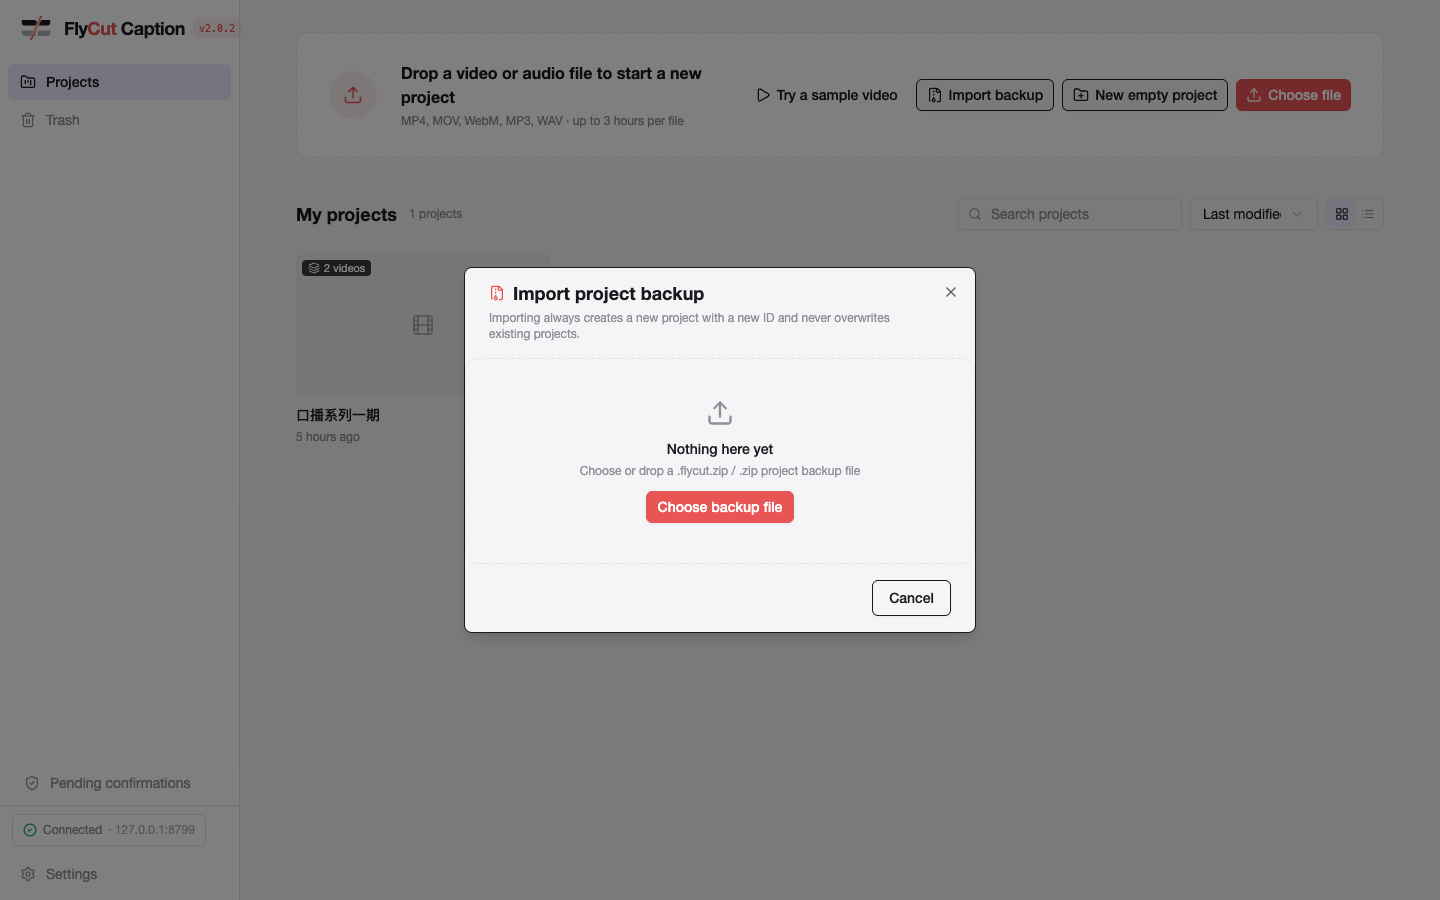 FlyCut Caption v2.0.2
Projects
Trash
Drop a video or audio file to start a new
project
MP4, MOV, WebM, MP3, WAV · up to 3 hours per file
Try a sample video
Import backup
New empty project
Choose file
My projects
1 projects
Search projects
Last modifie
2 videos
口播系列一期
5 hours ago
Import project backup
Importing always creates a new project with a new ID and never overwrites
existing projects.
Nothing here yet
Choose or drop a .flycut.zip / .zip project backup file
Choose backup file
Cancel
Pending confirmations
Connected · 127.0.0.1:8799
Settings